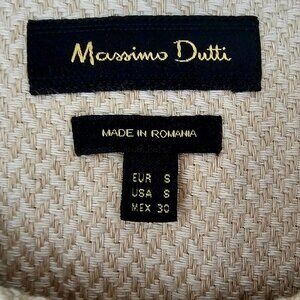 Massimo Dutti
MADE IN ROMANIA
EUR S
USA S
MEX 30